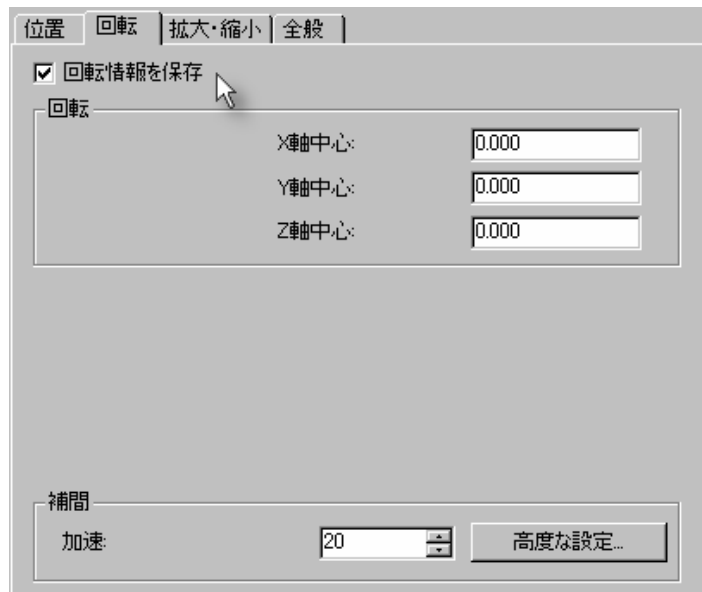 位置 回転 拡大・縮小 全般
回転情報を保存
回転
X軸中心: 0.000
Y軸中心: 0.000
Z軸中心: 0.000
補間
加速: 20 高度な設定...